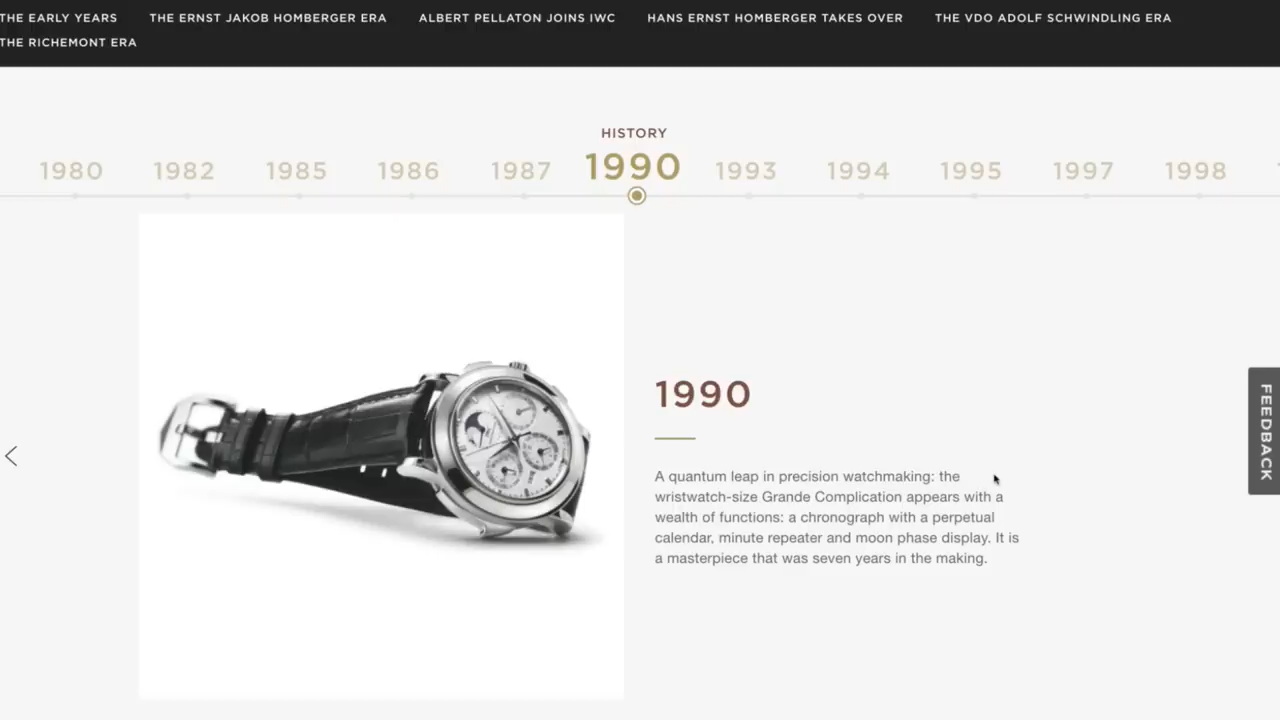 THE EARLY YEARS THE ERNST JAKOB HOMBERGER ERA ALBERT PELLATON JOINS IWC HANS ERNST HOMBERGER TAKES OVER THE VDO ADOLF SCHWINDLING ERA
THE RICHEMONT ERA
HISTORY
1980 1982 1985 1986 1987 1990 1993 1994 1995 1997 1998
1990
A quantum leap in precision watchmaking: the
wristwatch-size Grande Complication appears with a
wealth of functions: a chronograph with a perpetual
calendar, minute repeater and moon phase display. It is
a masterpiece that was seven years in the making.
FEEDBACK